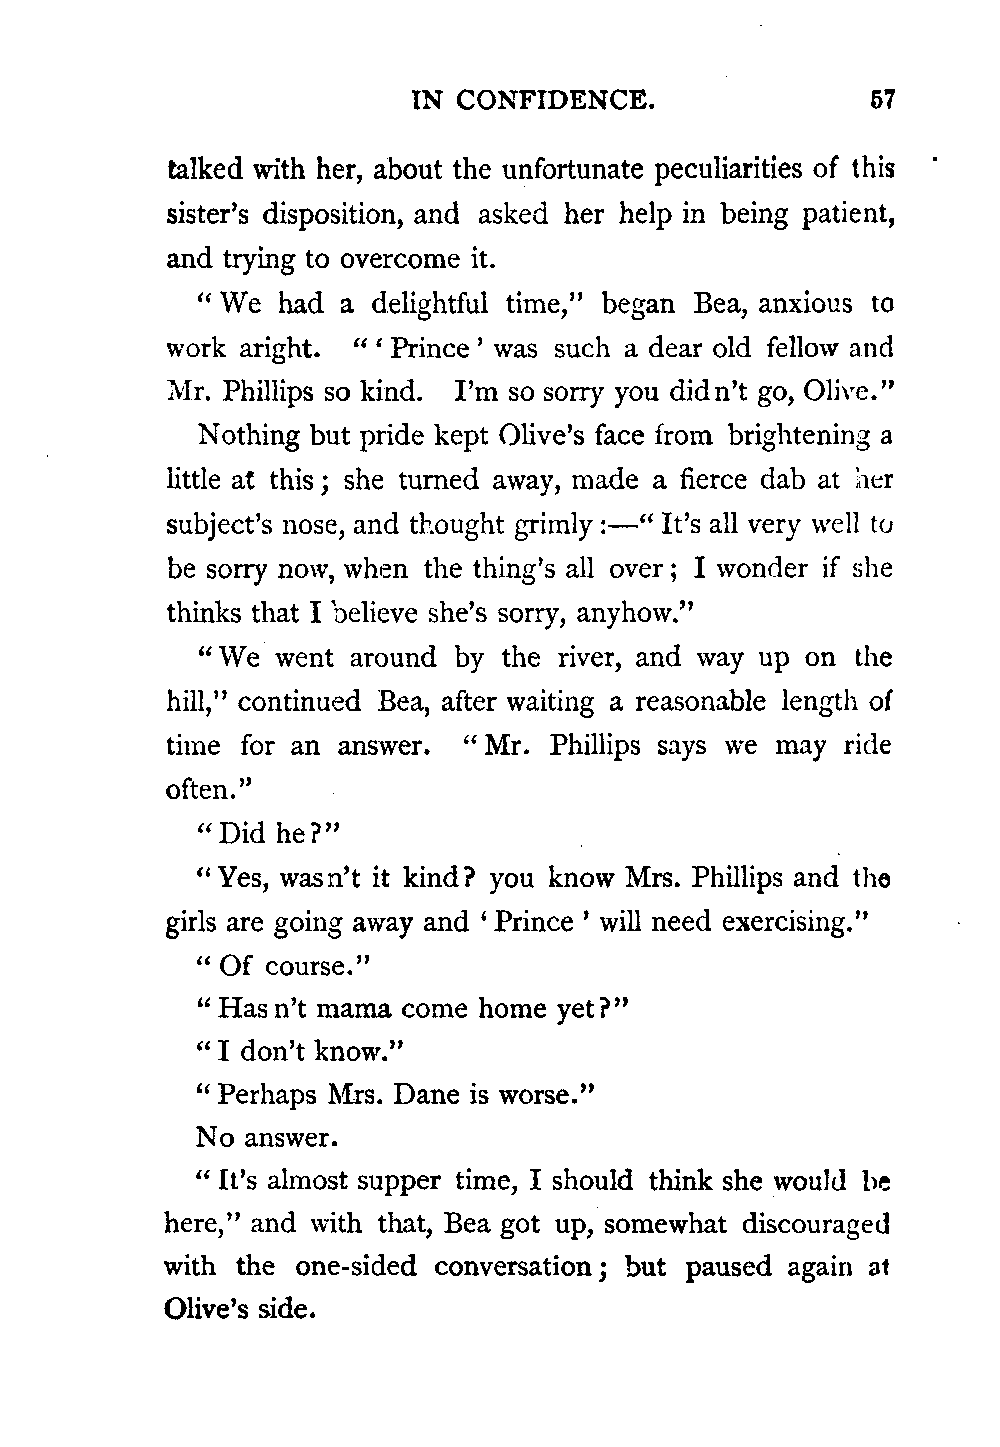 IN CONFIDENCE. 57
talked with her, about the unfortunate peculiarities of this
sister's disposition, and asked her help in being patient,
and trying to overcome it.
"We had a delightful time," began Bea, anxious to
work aright. "'Prince' was such a dear old fellow and
Mr. Phillips so kind. I'm so sorry you didn't go, Olive."
Nothing but pride kept Olive's face from brightening a
little at this; she turned away, made a fierce dab at her
subject's nose, and thought grimly:—"It's all very well to
be sorry now, when the thing's all over; I wonder if she
thinks that I believe she's sorry, anyhow."
"We went around by the river, and way up on the
hill," continued Bea, after waiting a reasonable length of
time for an answer. "Mr. Phillips says we may ride
often."
"Did he?"
"Yes, wasn't it kind? you know Mrs. Phillips and the
girls are going away and 'Prince' will need exercising."
"Of course."
"Hasn't mama come home yet?"
"I don't know."
"Perhaps Mrs. Dane is worse."
No answer.
"It's almost supper time, I should think she would be
here," and with that, Bea got up, somewhat discouraged
with the one-sided conversation; but paused again at
Olive's side.